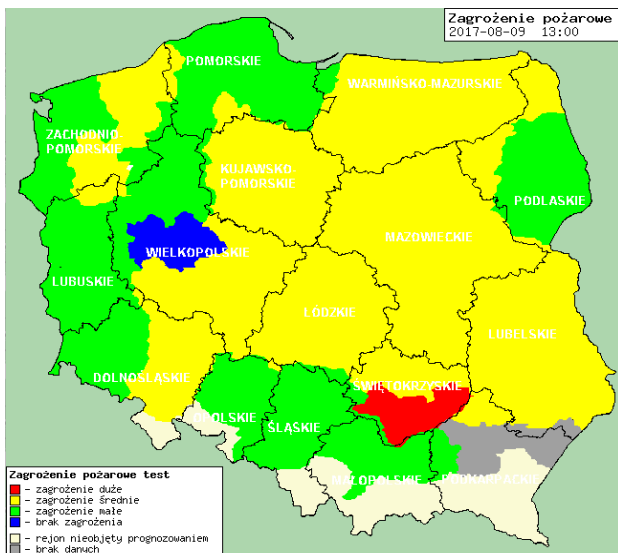 Zagrożenie pożarowe
2017-08-09 13:00
POMORSKIE
WARMIŃSKO-MAZURSKIE
ZACHODNIO-
POMORSKIE
KUJAWSKO-
POMORSKIE
PODLASKIE
MAZOWIECKIE
WIELKOPOLSKIE
LUBUSKIE
ŁÓDZKIE
LUBELSKIE
DOLNOŚLĄSKIE
ŚWIĘTOKRZYSKIE
OPOLSKIE
ŚLĄSKIE
MAŁOPOLSKIE
PODKARPACKIE
Zagrożenie pożarowe test
- zagrożenie duże
- zagrożenie średnie
- zagrożenie małe
- brak zagrożenia
- rejon nieobjęty prognozowaniem
- brak danych